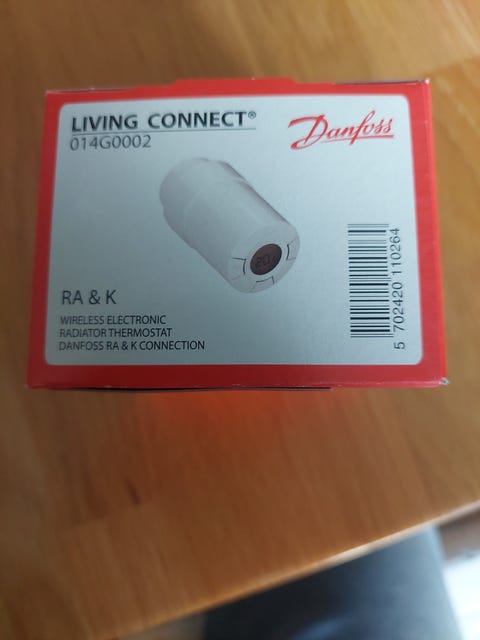 LIVING CONNECT®
014G0002
Danfoss
20
RA & K
WIRELESS ELECTRONIC
RADIATOR THERMOSTAT
DANFOSS RA & K CONNECTION
5 702420 110264